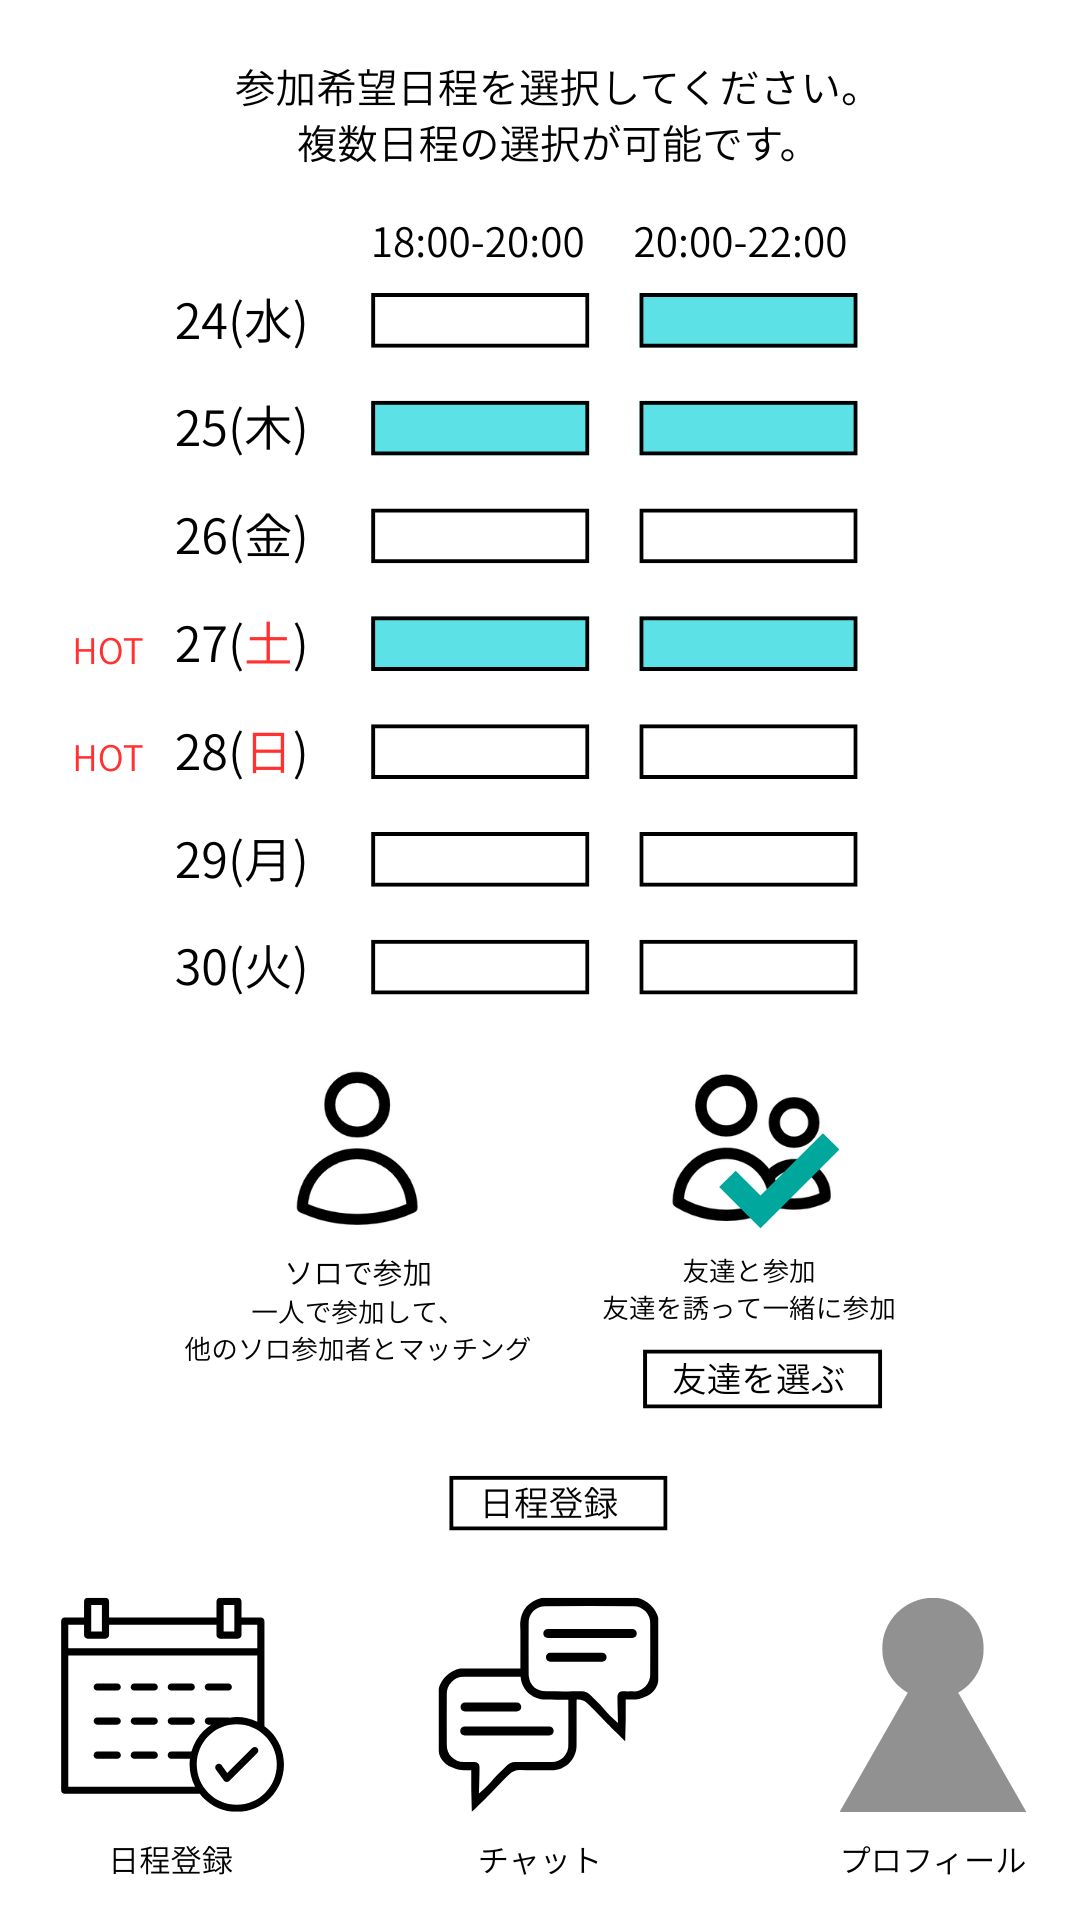 参加希望日程を選択してください。
複数日程の選択が可能です。
18:00-20:00 20:00-22:00
24(水)
25(木)
26(金)
HOT 27(土)
HOT 28(日)
29(月)
30(火)
ソロで参加
一人で参加して、
他のソロ参加者とマッチング
友達と参加
友達を誘って一緒に参加
友達を選ぶ
日程登録
日程登録
チャット
プロフィール